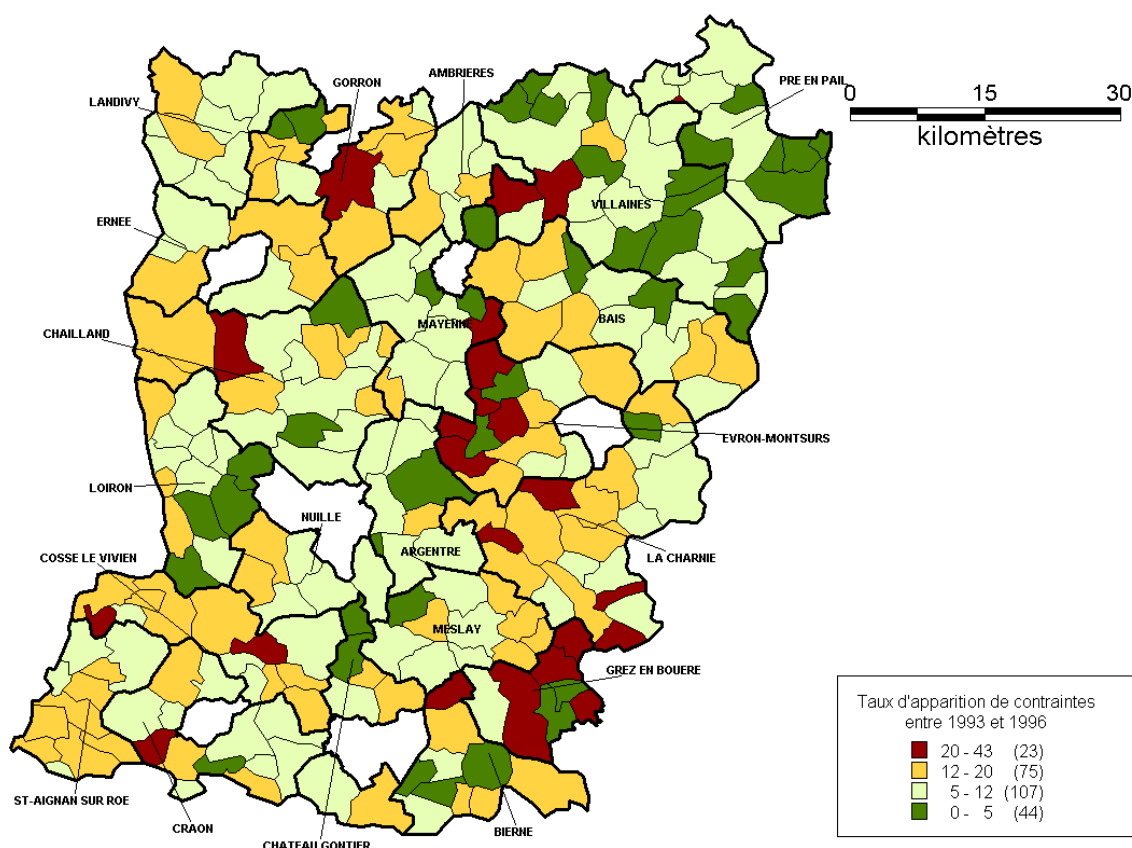 AMBRIERES
GORRON
PRE EN PAIL
LANDIVY
0 15 30
kilomètres
VILLAINES
ERNEE
MAYENNE
BAIS
CHAILLAND
EVRON-MONTSURS
LOIRON
NUILLE
ARGENTRE
LA CHARNIE
COSSE LE VIVIEN
MESLAY
GREZ EN BOUERE
Taux d'apparition de contraintes
entre 1993 et 1996
20 - 43 (23)
12 - 20 (75)
5 - 12 (107)
0 - 5 (44)
ST-AIGNAN SUR ROE
CRAON
BIERNE
CHATEAU GONTIER